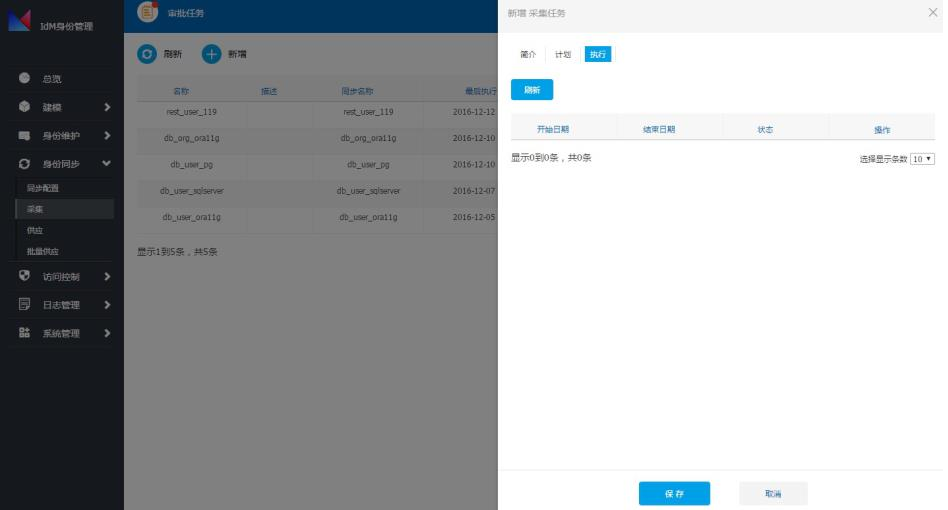 IdM身份管理
总览
建模
身份维护
身份同步
同步配置
采集
供应
批量供应
访问控制
日志管理
系统管理
审批任务
刷新 新增
名称 描述 同步名称 最后执行
rest_user_119 rest_user_119 2016-12-12
db_org_ora11g db_org_ora11g 2016-12-10
db_user_pg db_user_pg 2016-12-10
db_user_sqlserver db_user_sqlserver 2016-12-07
db_user_ora11g db_user_ora11g 2016-12-05
显示1到5条，共5条
新增 采集任务
简介 计划 执行
刷新
开始日期 结束日期 状态 操作
显示0到0条，共0条 选择显示条数 10
保存 取消